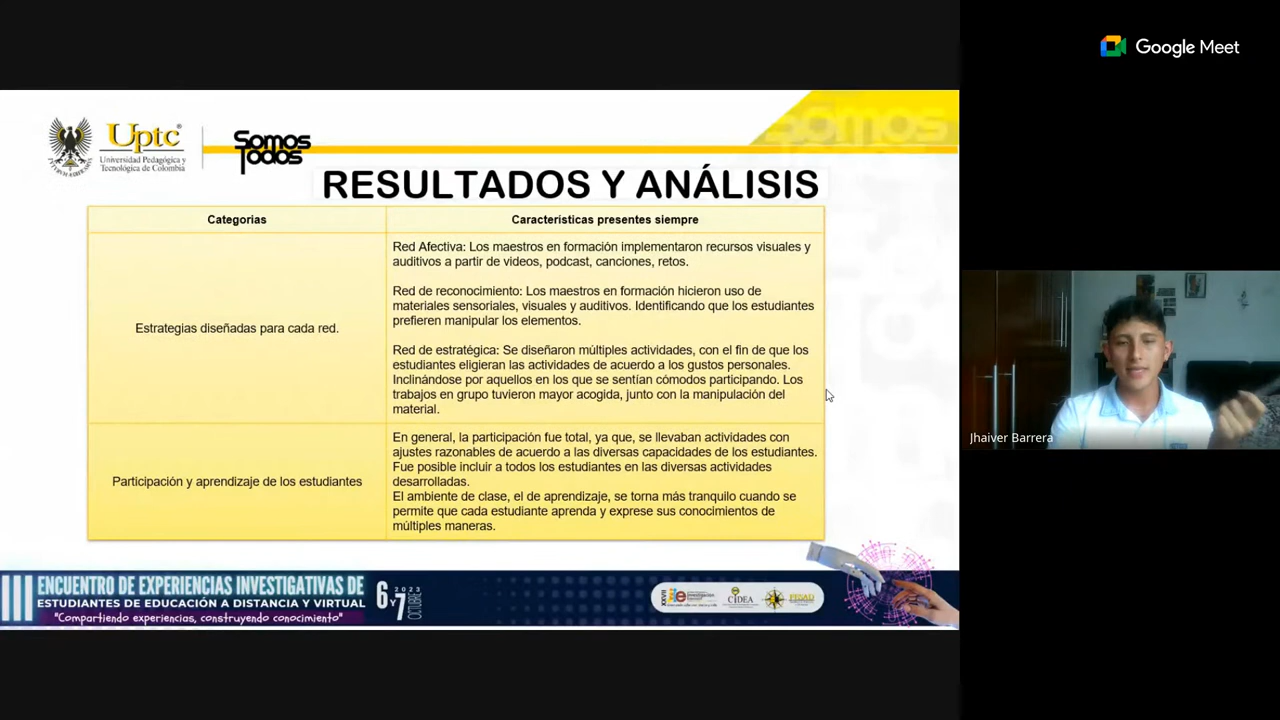 Google Meet
Uptc
Universidad Pedagógica y
Tecnológica de Colombia
Somos
Todos
somos
RESULTADOS Y ANÁLISIS
Categorias
Características presentes siempre
Estrategias diseñadas para cada red.
Red Afectiva: Los maestros en formación implementaron recursos visuales y
auditivos a partir de videos, podcast, canciones, retos.
Red de reconocimiento: Los maestros en formación hicieron uso de
materiales sensoriales, visuales y auditivos. Identificando que los estudiantes
prefieren manipular los elementos.
Red de estratégica: Se diseñaron múltiples actividades, con el fin de que los
estudiantes eligieran las actividades de acuerdo a los gustos personales.
Inclinándose por aquellos en los que se sentían cómodos participando. Los
trabajos en grupo tuvieron mayor acogida, junto con la manipulación del
material.
Participación y aprendizaje de los estudiantes
En general, la participación fue total, ya que, se llevaban actividades con
ajustes razonables de acuerdo a las diversas capacidades de los estudiantes.
Fue posible incluir a todos los estudiantes en las diversas actividades
desarrolladas.
El ambiente de clase, el de aprendizaje, se torna más tranquilo cuando se
permite que cada estudiante aprenda y exprese sus conocimientos de
múltiples maneras.
Jhaiver Barrera
III ENCUENTRO DE EXPERIENCIAS INVESTIGATIVAS DE
ESTUDIANTES DE EDUCACIÓN A DISTANCIA Y VIRTUAL
"Compartiendo experiencias, construyendo conocimiento"
6 Y 7
2023
OCTUBRE
CIDEA